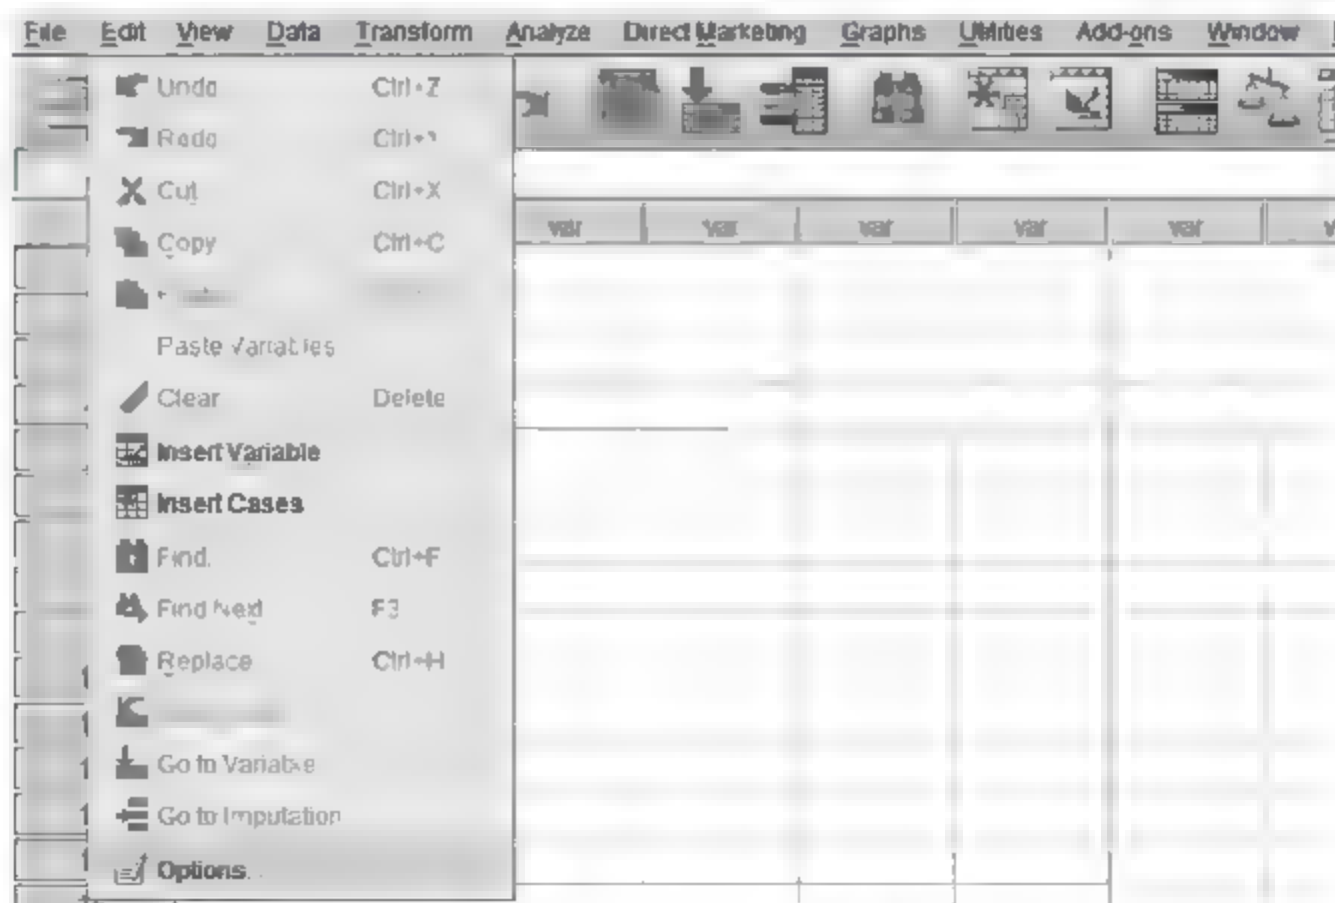 File Edit View Data Transform Analyze Direct Marketing Graphs Utilities Add-ons Window
Undo Ctrl+Z
Redo
Cut Ctrl+X
Copy Ctrl+C
Paste Variables
Clear Delete
Insert Variable
Insert Cases
Find. Ctrl+F
Find Next F3
Replace Ctrl+H
Go to Variable
Go to Imputation
Options..
var var var var var